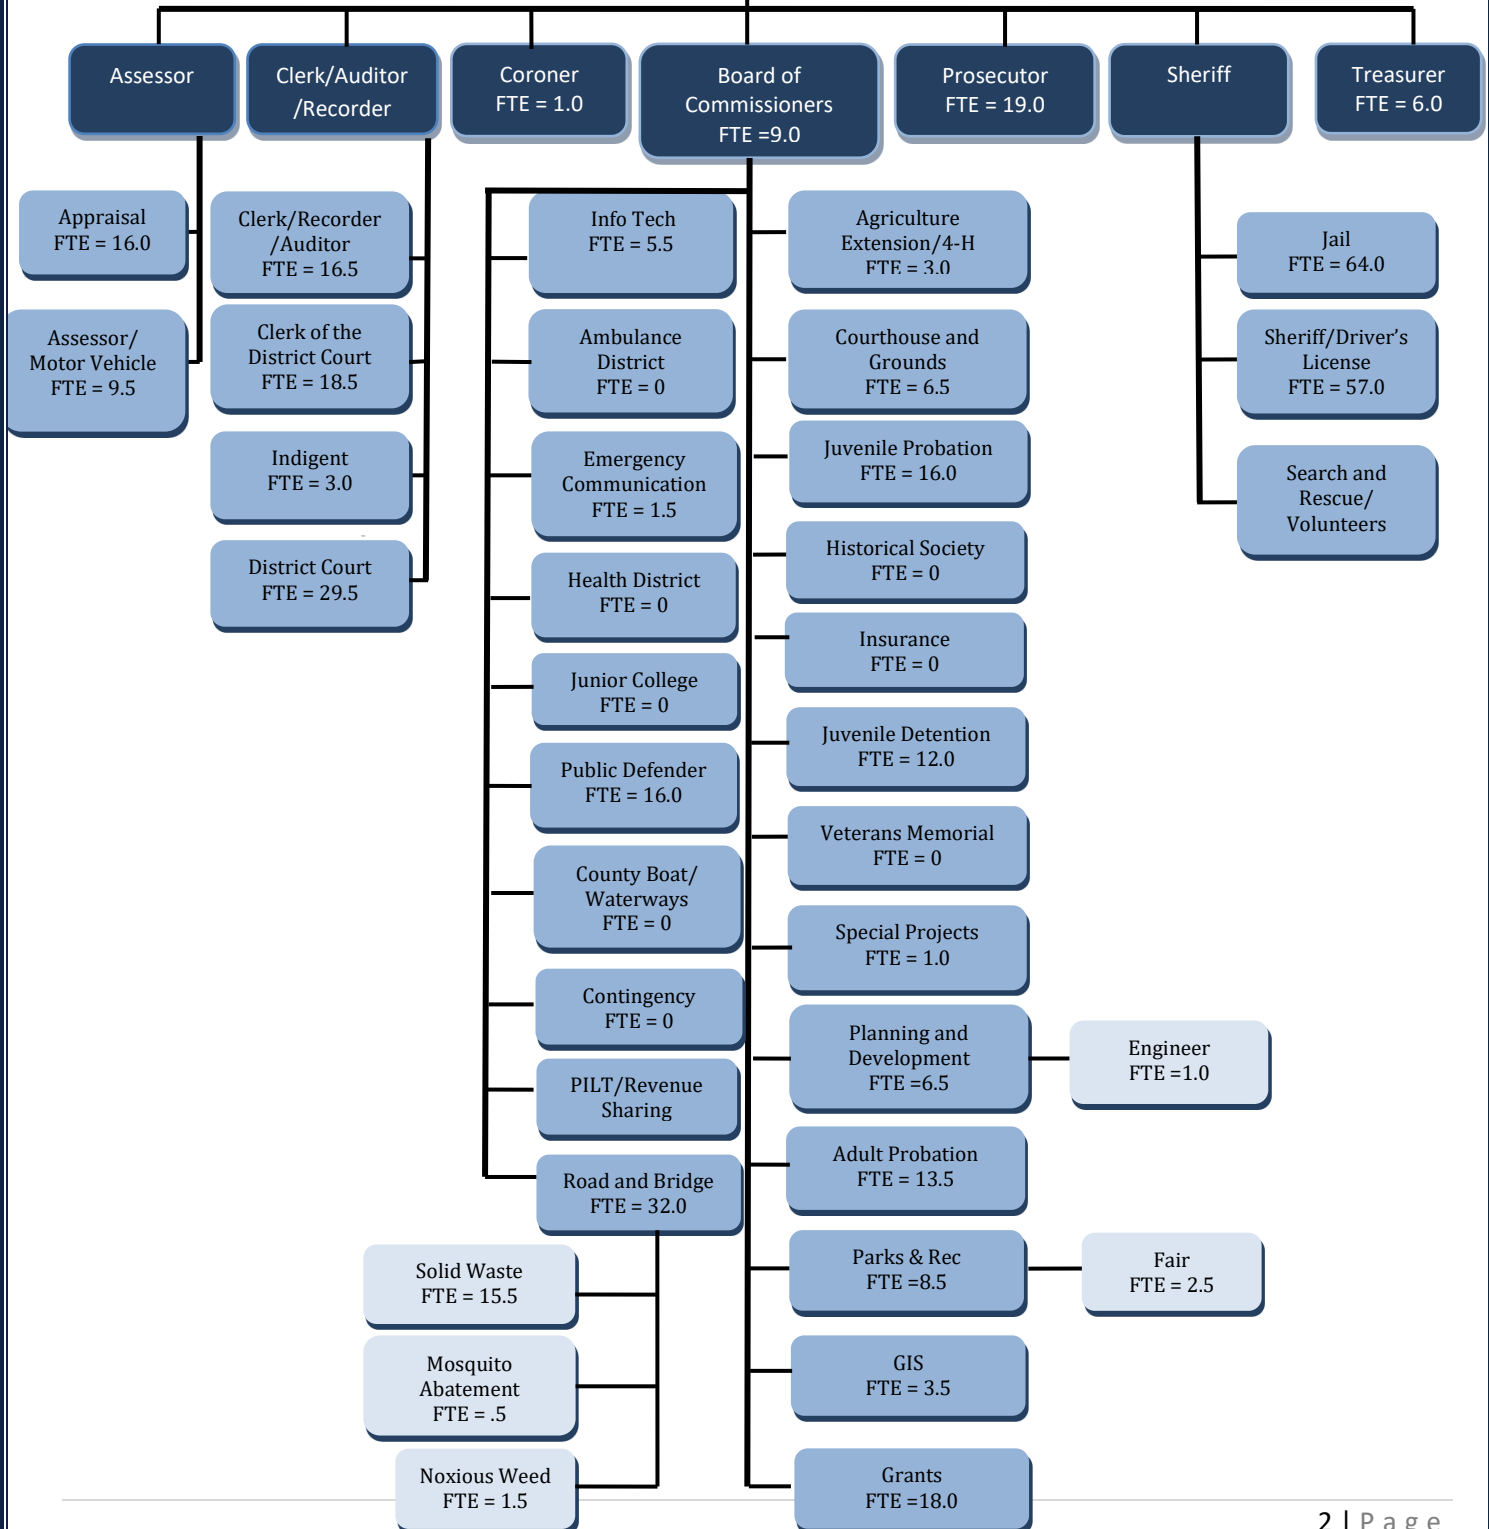 Assessor
Clerk/Auditor
/Recorder
Coroner
FTE = 1.0
Board of
Commissioners
FTE =9.0
Prosecutor
FTE = 19.0
Sheriff
Treasurer
FTE = 6.0
Appraisal
FTE = 16.0
Assessor/
Motor Vehicle
FTE = 9.5
Clerk/Recorder
/Auditor
FTE = 16.5
Clerk of the
District Court
FTE = 18.5
Indigent
FTE = 3.0
District Court
FTE = 29.5
Info Tech
FTE = 5.5
Ambulance
District
FTE = 0
Emergency
Communication
FTE = 1.5
Health District
FTE = 0
Junior College
FTE = 0
Public Defender
FTE = 16.0
County Boat/
Waterways
FTE = 0
Contingency
FTE = 0
PILT/Revenue
Sharing
Road and Bridge
FTE = 32.0
Solid Waste
FTE = 15.5
Mosquito
Abatement
FTE = .5
Noxious Weed
FTE = 1.5
Agriculture
Extension/4-H
FTE = 3.0
Courthouse and
Grounds
FTE = 6.5
Juvenile Probation
FTE = 16.0
Historical Society
FTE = 0
Insurance
FTE = 0
Juvenile Detention
FTE = 12.0
Veterans Memorial
FTE = 0
Special Projects
FTE = 1.0
Planning and
Development
FTE =6.5
Engineer
FTE =1.0
Adult Probation
FTE = 13.5
Parks & Rec
FTE =8.5
Fair
FTE = 2.5
GIS
FTE = 3.5
Grants
FTE =18.0
Jail
FTE = 64.0
Sheriff/Driver's
License
FTE = 57.0
Search and
Rescue/
Volunteers
2 | Page